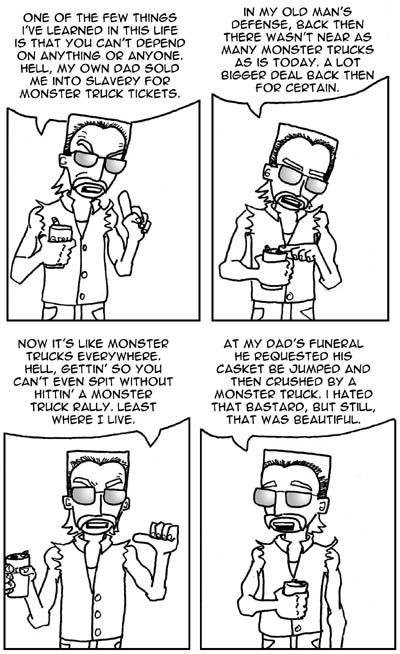 ONE OF THE FEW THINGS
I'VE LEARNED IN THIS LIFE
IS THAT YOU CAN'T DEPEND
ON ANYTHING OR ANYONE.
HELL, MY OWN DAD SOLD
ME INTO SLAVERY FOR
MONSTER TRUCK TICKETS.
IN MY OLD MAN'S
DEFENSE, BACK THEN
THERE WASN'T NEAR AS
MANY MONSTER TRUCKS
AS IS TODAY. A LOT
BIGGER DEAL BACK THEN
FOR CERTAIN.
NOW IT'S LIKE MONSTER
TRUCKS EVERYWHERE.
HELL, GETTIN' SO YOU
CAN'T EVEN SPIT WITHOUT
HITTIN' A MONSTER
TRUCK RALLY. LEAST
WHERE I LIVE.
AT MY DAD'S FUNERAL
HE REQUESTED HIS
CASKET BE JUMPED AND
THEN CRUSHED BY A
MONSTER TRUCK. I HATED
THAT BASTARD, BUT STILL,
THAT WAS BEAUTIFUL.